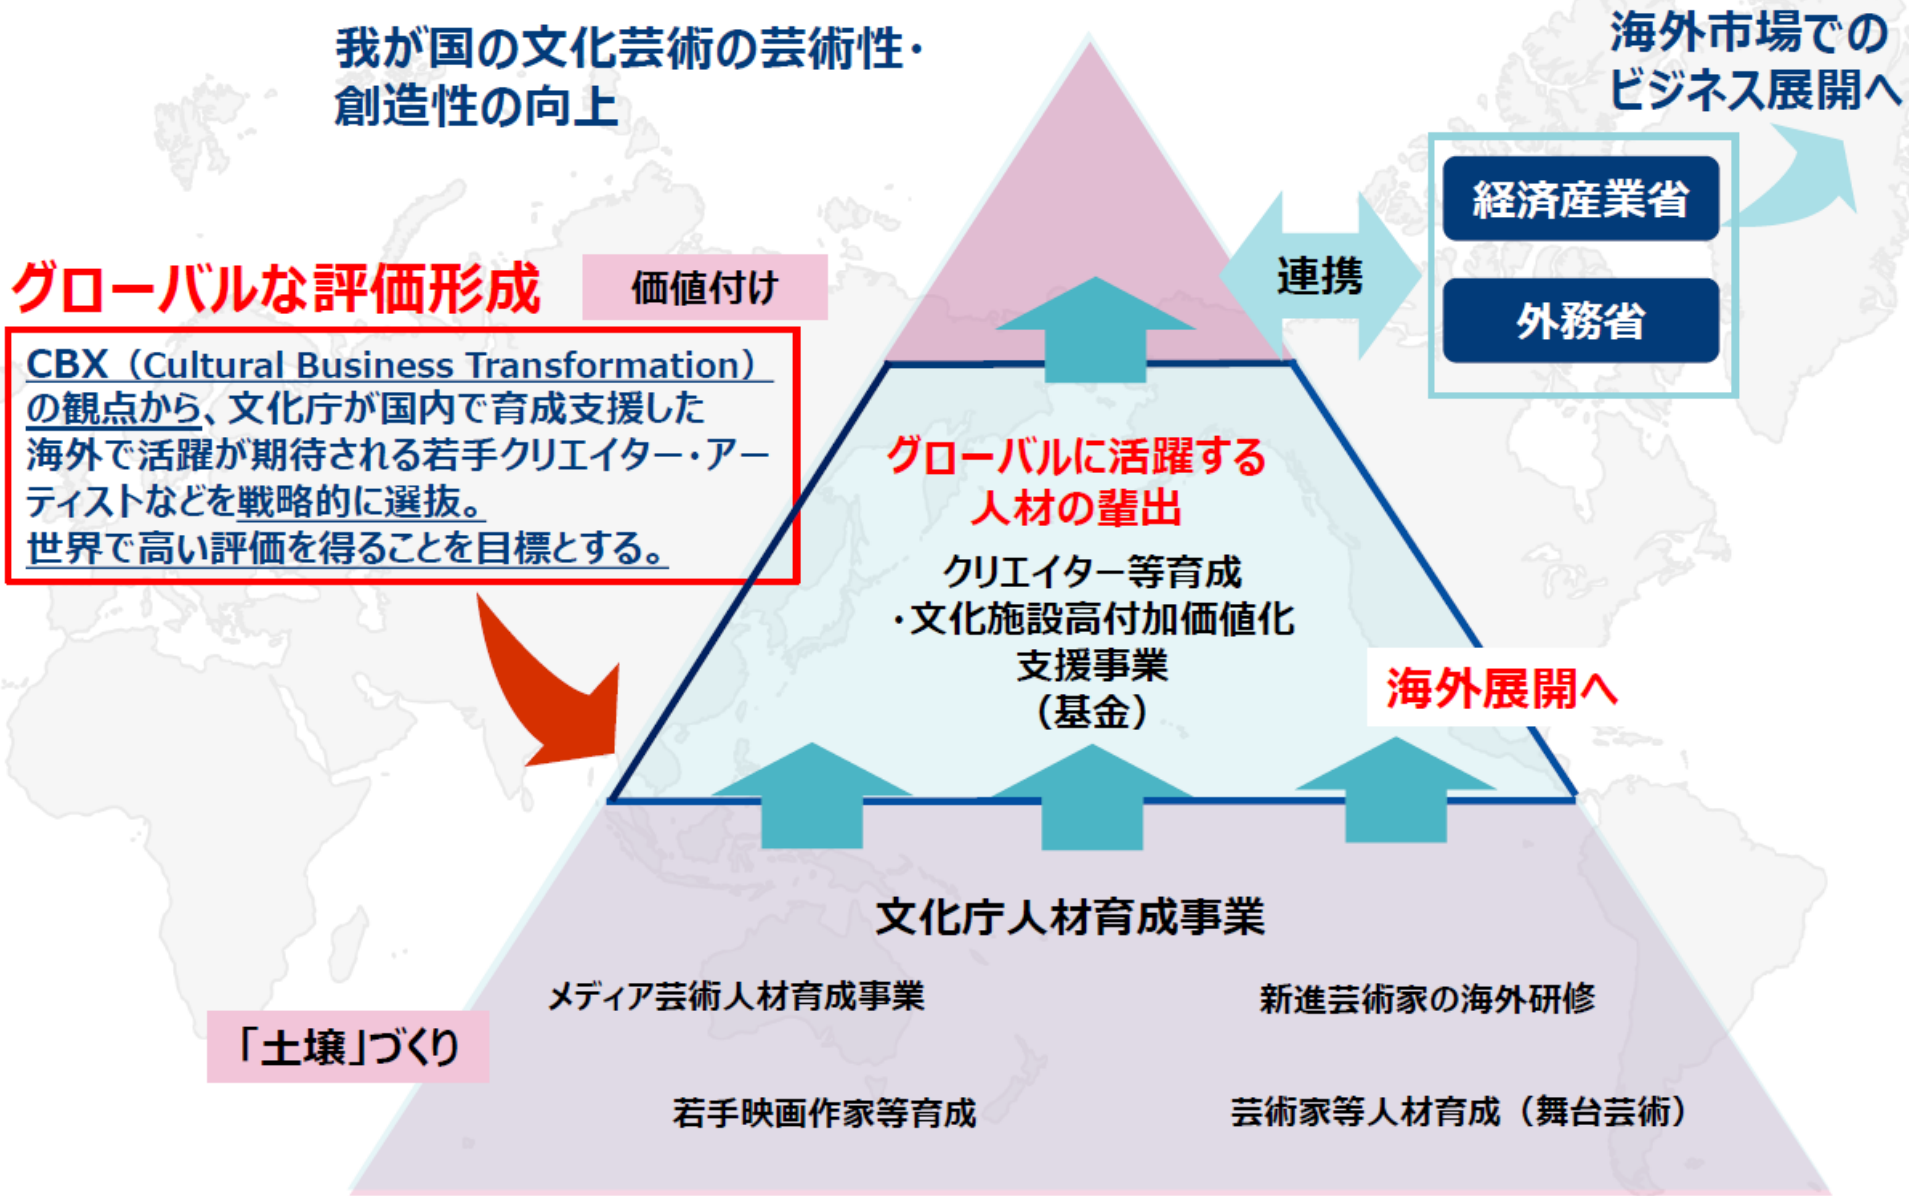 我が国の文化芸術の芸術性・
創造性の向上
海外市場での
ビジネス展開へ
経済産業省
外務省
連携
グローバルな評価形成
価値付け
CBX（Cultural Business Transformation）
の観点から、文化庁が国内で育成支援した
海外で活躍が期待される若手クリエイター・アー
ティストなどを戦略的に選抜。
世界で高い評価を得ることを目標とする。
グローバルに活躍する
人材の輩出
クリエイター等育成
・文化施設高付加価値化
支援事業
（基金）
海外展開へ
文化庁人材育成事業
メディア芸術人材育成事業
新進芸術家の海外研修
「土壌」づくり
若手映画作家等育成
芸術家等人材育成（舞台芸術）